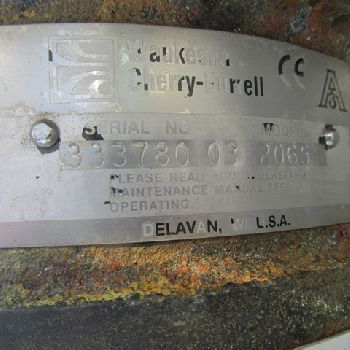 Waukesha
Cherry-Burrell
CE
SERIAL NO. MODEL
333780 03 2065
PLEASE READ AND UNDERSTAND
MAINTENANCE MANUAL BEFORE
OPERATING.
DELAVAN, WI U.S.A.